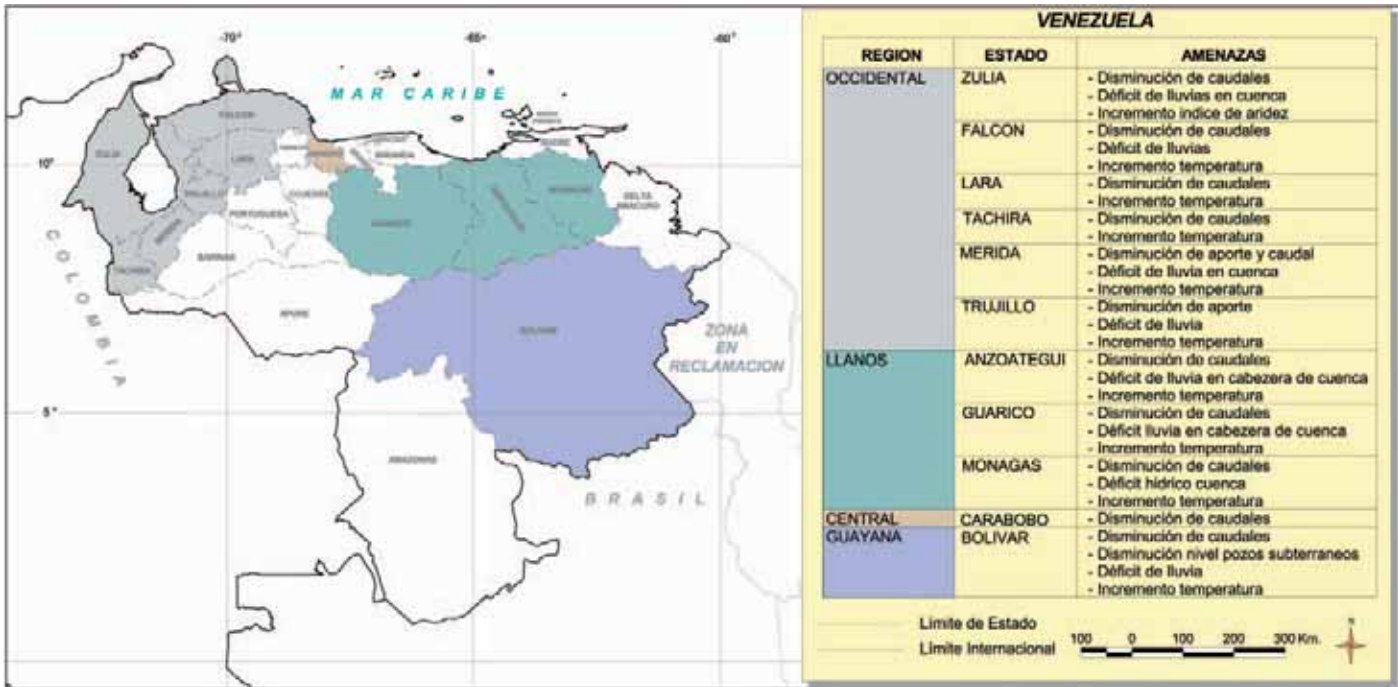 -70°
-65°
-60°
MAR CARIBE
FALCON
ZULIA
LARA
MIRANDA
SUCRE
10°
TRUJILLO
COJEDES
MONAGAS
DELTA
AMACURO
PORTUGUESA
GUARICO
BARINAS
TACHIRA
COLOMBIA
APURE
BOLIVAR
ZONA
EN
RECLAMACION
5°
AMAZONAS
BRASIL
VENEZUELA
REGION ESTADO AMENAZAS
OCCIDENTAL ZULIA - Disminución de caudales
- Déficit de lluvias en cuenca
- Incremento indice de aridez
FALCON - Disminución de caudales
- Déficit de lluvias
- Incremento temperatura
LARA - Disminución de caudales
- Incremento temperatura
TACHIRA - Disminución de caudales
- Incremento temperatura
MERIDA - Disminución de aporte y caudal
- Déficit de lluvia en cuenca
- Incremento temperatura
TRUJILLO - Disminución de aporte
- Déficit de lluvia
- Incremento temperatura
LLANOS ANZOATEGUI - Disminución de caudales
- Déficit de lluvia en cabezera de cuenca
- Incremento temperatura
GUARICO - Disminución de caudales
- Déficit lluvia en cabezera de cuenca
- Incremento temperatura
MONAGAS - Disminución de caudales
- Déficit hídrico cuenca
- Incremento temperatura
CENTRAL CARABOBO - Disminución de caudales
GUAYANA BOLIVAR - Disminución de caudales
- Disminución nivel pozos subterraneos
- Déficit de lluvia
- Incremento temperatura
Límite de Estado
Límite Internacional
100 0 100 200 300 Km.